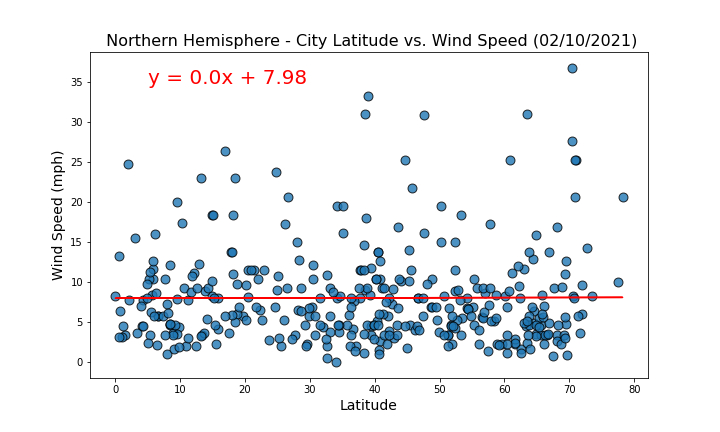 Northern Hemisphere - City Latitude vs. Wind Speed (02/10/2021)
y = 0.0x + 7.98
Wind Speed (mph)
35
30
25
20
15
10
5
0
0 10 20 30 40 50 60 70 80
Latitude